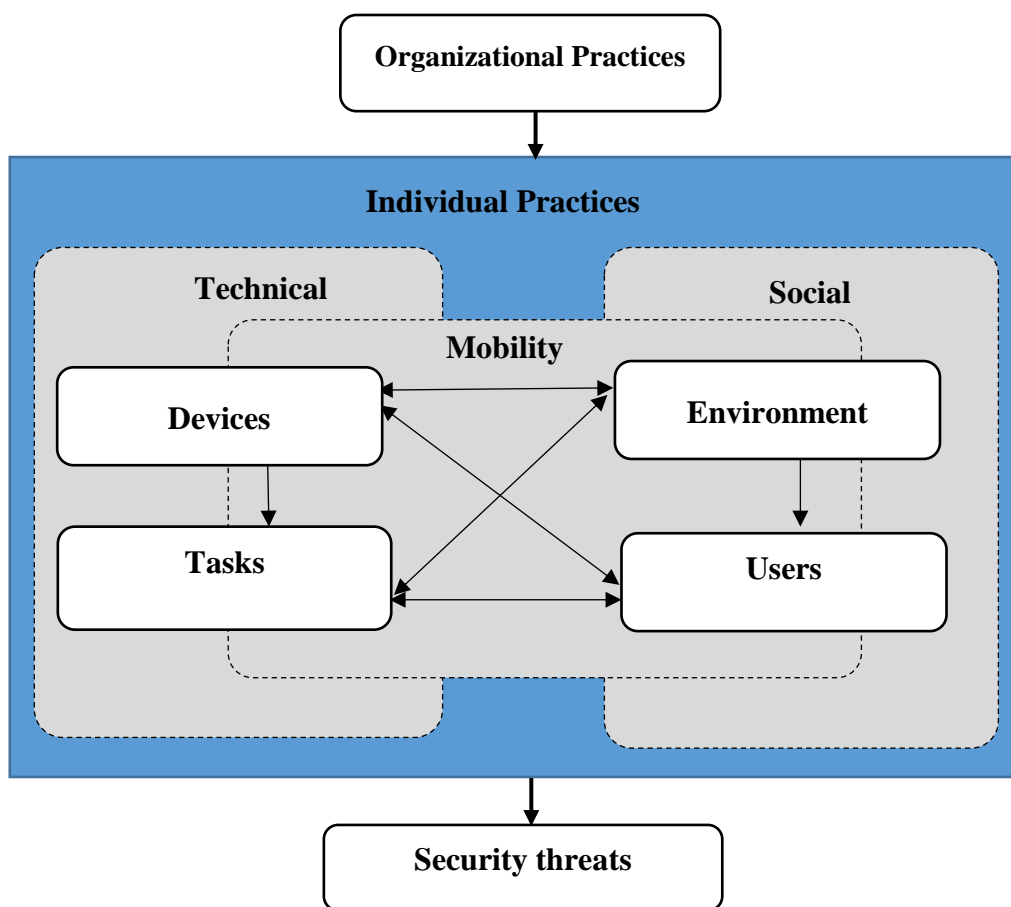 Organizational Practices
Individual Practices
Technical
Social
Mobility
Devices
Environment
Tasks
Users
Security threats